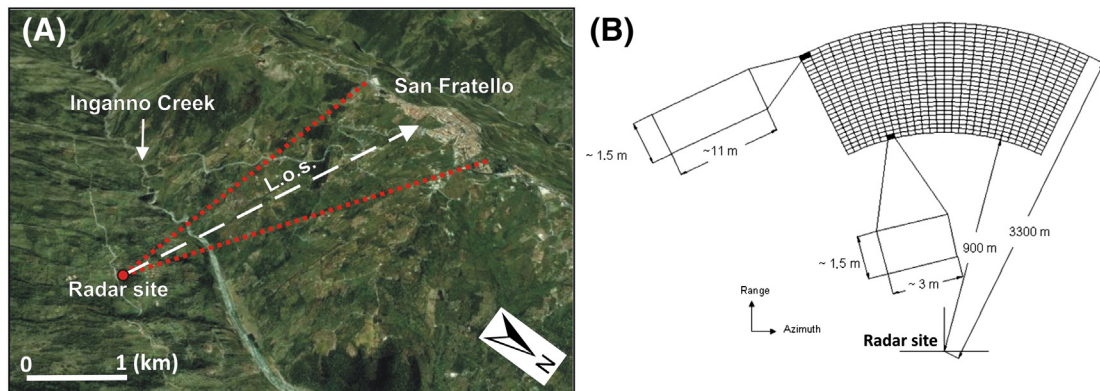 (A)
San Fratello
Inganno Creek
L.o.s.
Radar site
0 1 (km)
N
(B)
~ 1.5 m
~11 m
~ 1.5 m
~ 3 m
900 m
3300 m
Range
Azimuth
Radar site